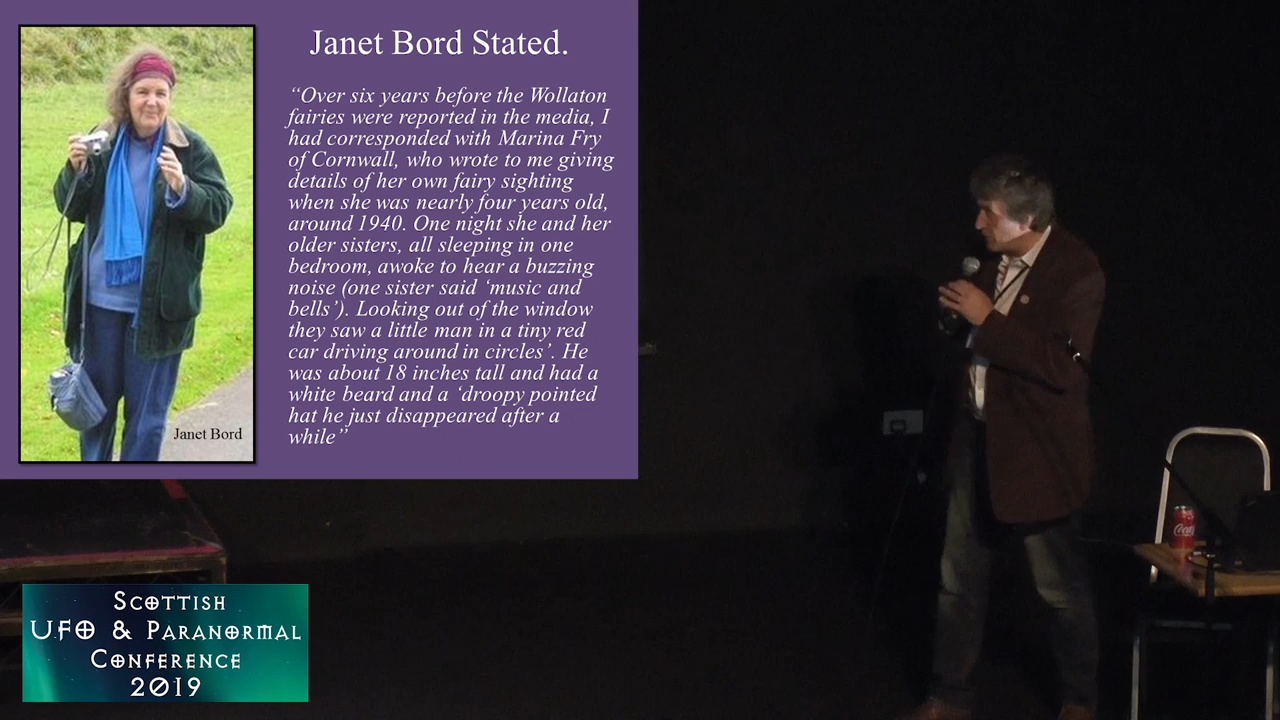 Janet Bord Stated.
“Over six years before the Wollaton
fairies were reported in the media, I
had corresponded with Marina Fry
of Cornwall, who wrote to me giving
details of her own fairy sighting
when she was nearly four years old,
around 1940. One night she and her
older sisters, all sleeping in one
bedroom, awoke to hear a buzzing
noise (one sister said ‘music and
bells’). Looking out of the window
they saw a little man in a tiny red
car driving around in circles’. He
was about 18 inches tall and had a
white beard and a ‘droopy pointed
hat he just disappeared after a
while”
Janet Bord
Scottish
UFO & Paranormal
Conference
2019